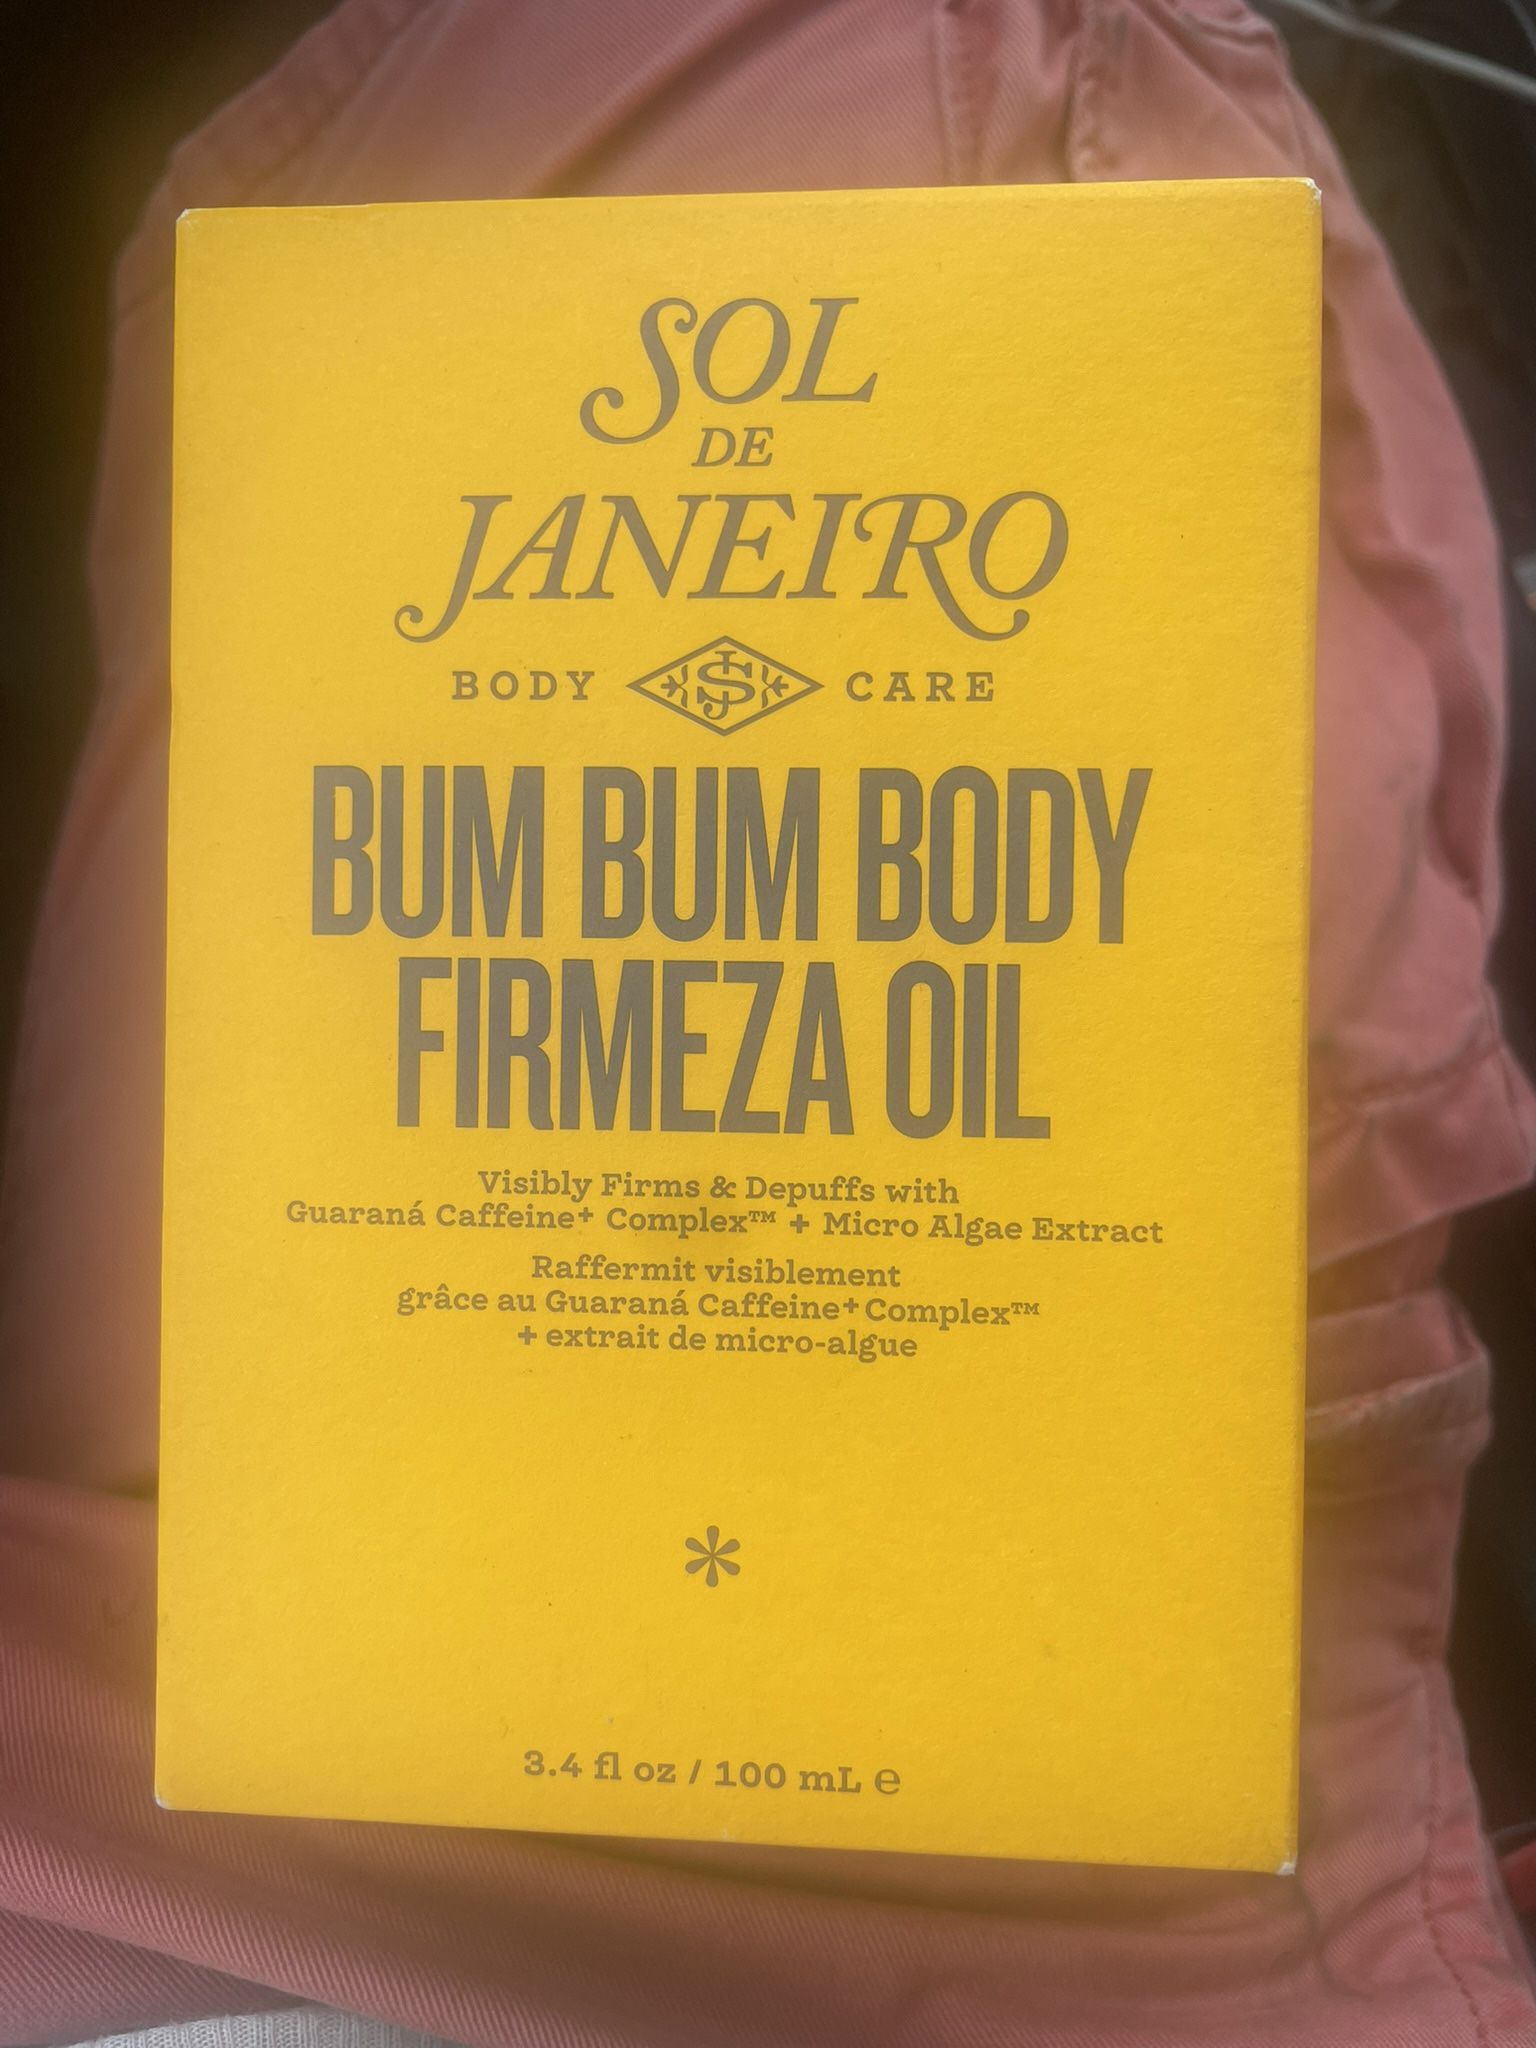 SOL
DE
JANEIRO
BODY SJ CARE
BUM BUM BODY
FIRMEZA OIL
Visibly Firms & Depuffs with
Guaraná Caffeine+ Complex™ + Micro Algae Extract
Raffermit visiblement
grâce au Guaraná Caffeine+ Complex™
+ extrait de micro-algue
*
3.4 fl oz / 100 mL ℮